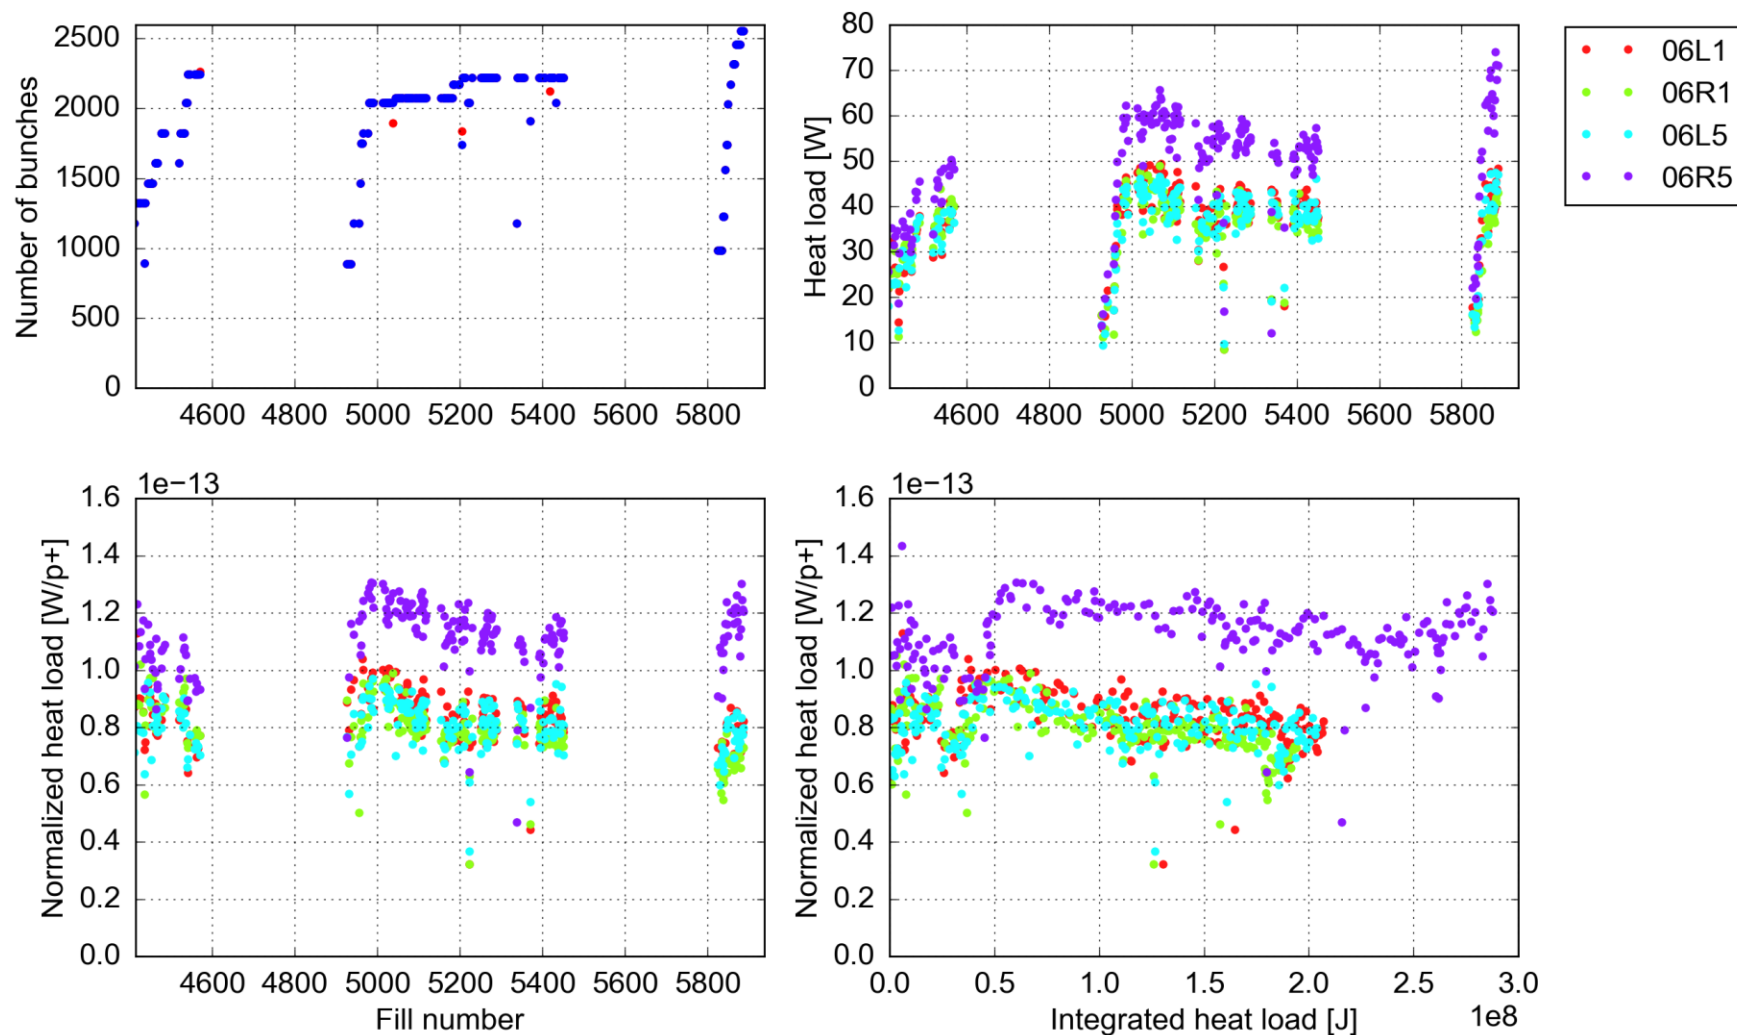 Number of bunches
2500
2000
1500
1000
500
0
4600 4800 5000 5200 5400 5600 5800
Heat load [W]
80
70
60
50
40
30
20
10
0
4600 4800 5000 5200 5400 5600 5800
06L1
06R1
06L5
06R5
1e−13
Normalized heat load [W/p+]
1.6
1.4
1.2
1.0
0.8
0.6
0.4
0.2
0.0
4600 4800 5000 5200 5400 5600 5800
Fill number
1e−13
Normalized heat load [W/p+]
1.6
1.4
1.2
1.0
0.8
0.6
0.4
0.2
0.0
0.0 0.5 1.0 1.5 2.0 2.5 3.0
Integrated heat load [J]
1e8